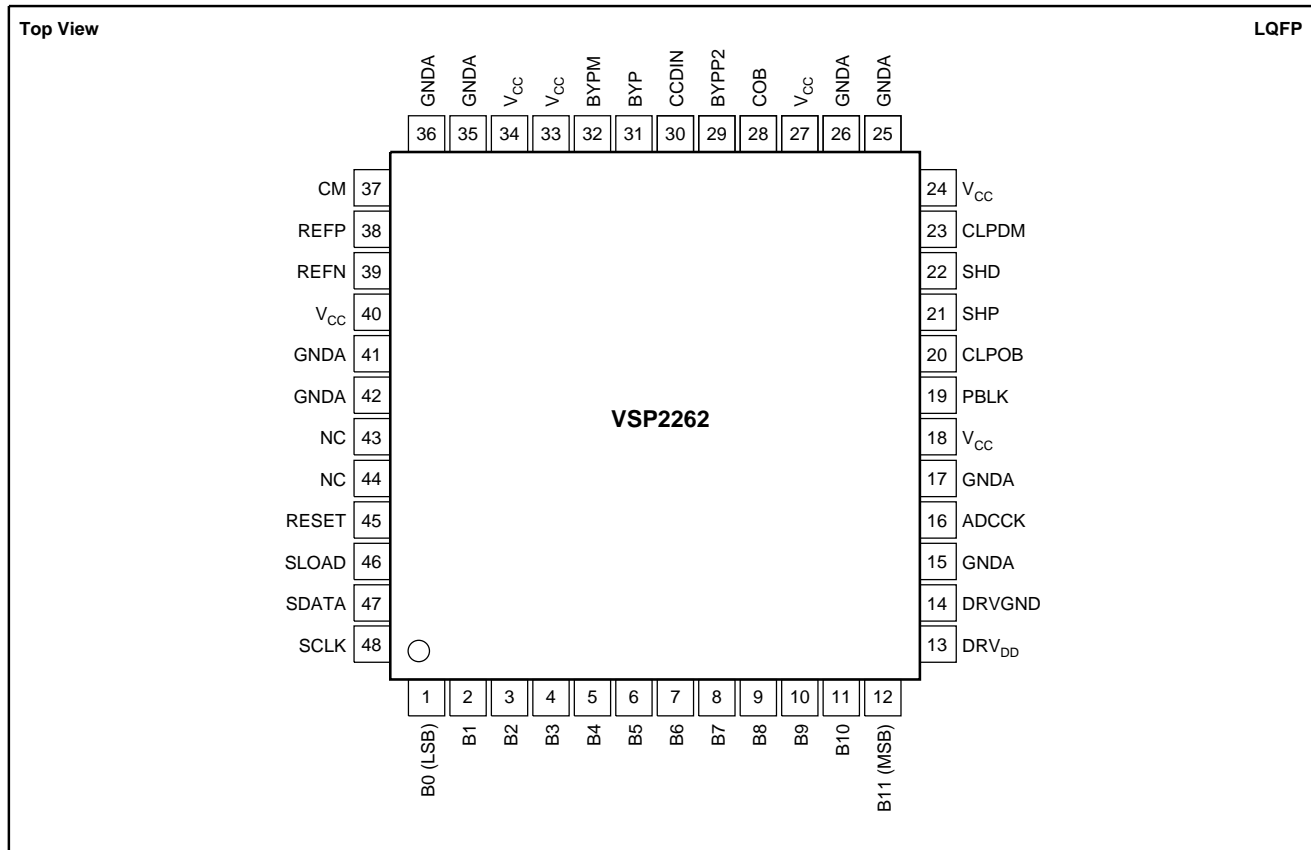 Top View
LQFP
GNDA GNDA VCC VCC BYPM BYP CCDIN BYPP2 COB VCC GNDA GNDA
36 35 34 33 32 31 30 29 28 27 26 25
CM 37
REFP 38
REFN 39
VCC 40
GNDA 41
GNDA 42
NC 43
NC 44
RESET 45
SLOAD 46
SDATA 47
SCLK 48
VSP2262
24 VCC
23 CLPDM
22 SHD
21 SHP
20 CLPOB
19 PBLK
18 VCC
17 GNDA
16 ADCCK
15 GNDA
14 DRVGND
13 DRVDD
1 2 3 4 5 6 7 8 9 10 11 12
B0 (LSB) B1 B2 B3 B4 B5 B6 B7 B8 B9 B10 B11 (MSB)